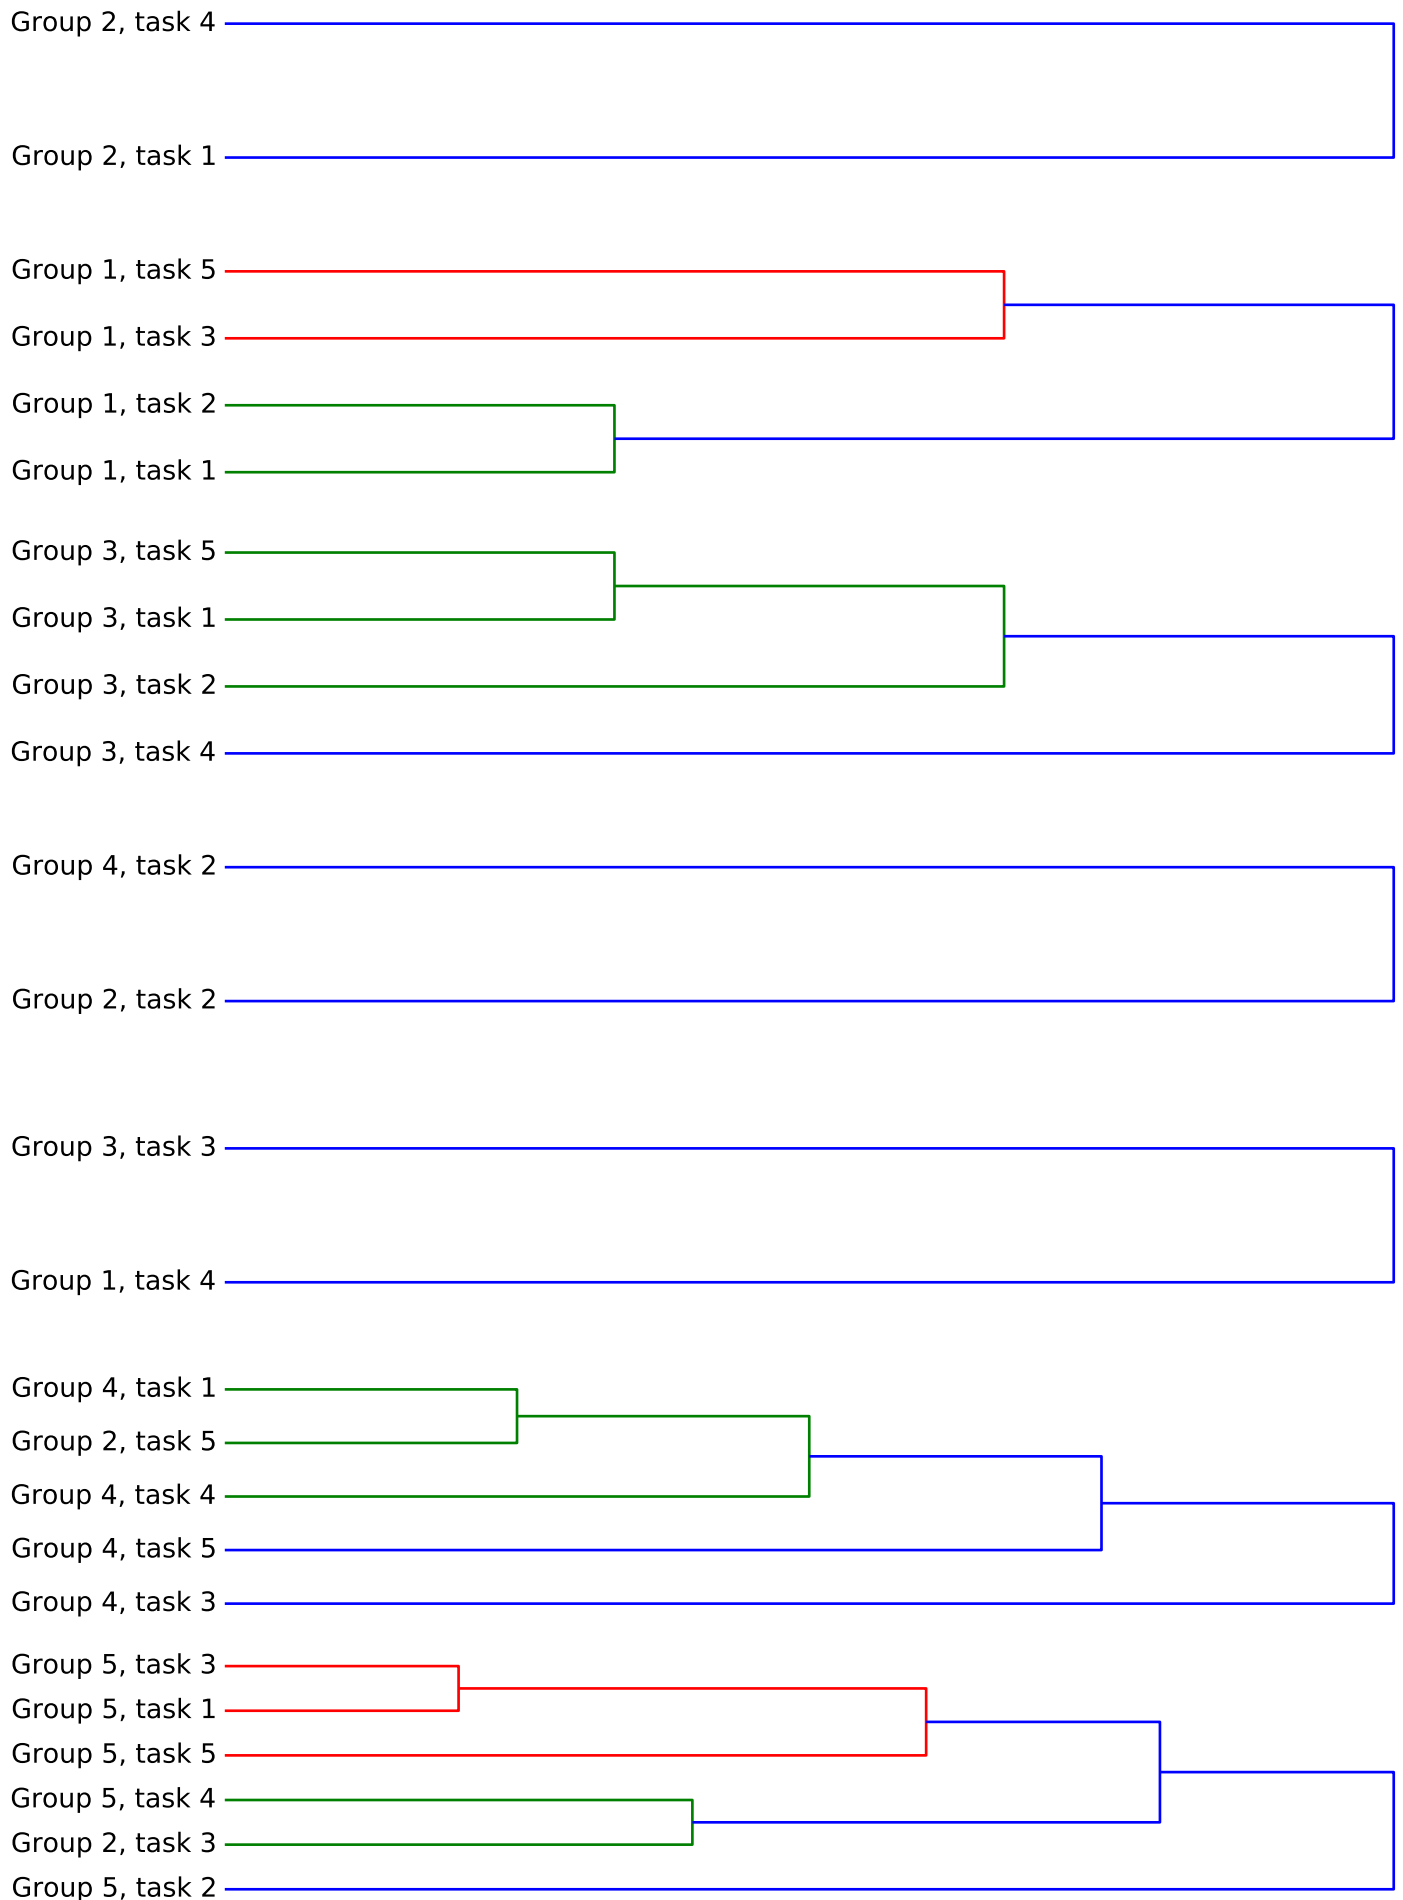 Group 2, task 4
Group 2, task 1
Group 1, task 5
Group 1, task 3
Group 1, task 2
Group 1, task 1
Group 3, task 5
Group 3, task 1
Group 3, task 2
Group 3, task 4
Group 4, task 2
Group 2, task 2
Group 3, task 3
Group 1, task 4
Group 4, task 1
Group 2, task 5
Group 4, task 4
Group 4, task 5
Group 4, task 3
Group 5, task 3
Group 5, task 1
Group 5, task 5
Group 5, task 4
Group 2, task 3
Group 5, task 2